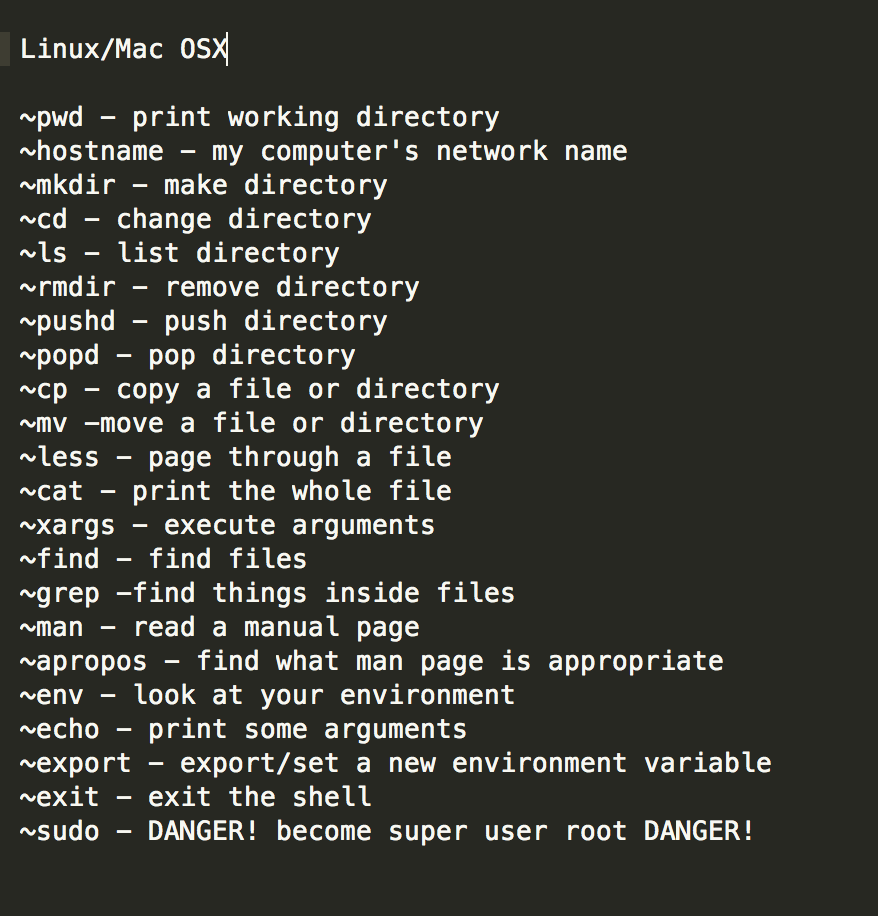 Linux/Mac OSX
~pwd – print working directory
~hostname – my computer's network name
~mkdir – make directory
~cd – change directory
~ls – list directory
~rmdir – remove directory
~pushd – push directory
~popd – pop directory
~cp – copy a file or directory
~mv –move a file or directory
~less – page through a file
~cat – print the whole file
~xargs – execute arguments
~find – find files
~grep –find things inside files
~man – read a manual page
~apropos – find what man page is appropriate
~env – look at your environment
~echo – print some arguments
~export – export/set a new environment variable
~exit – exit the shell
~sudo – DANGER! become super user root DANGER!